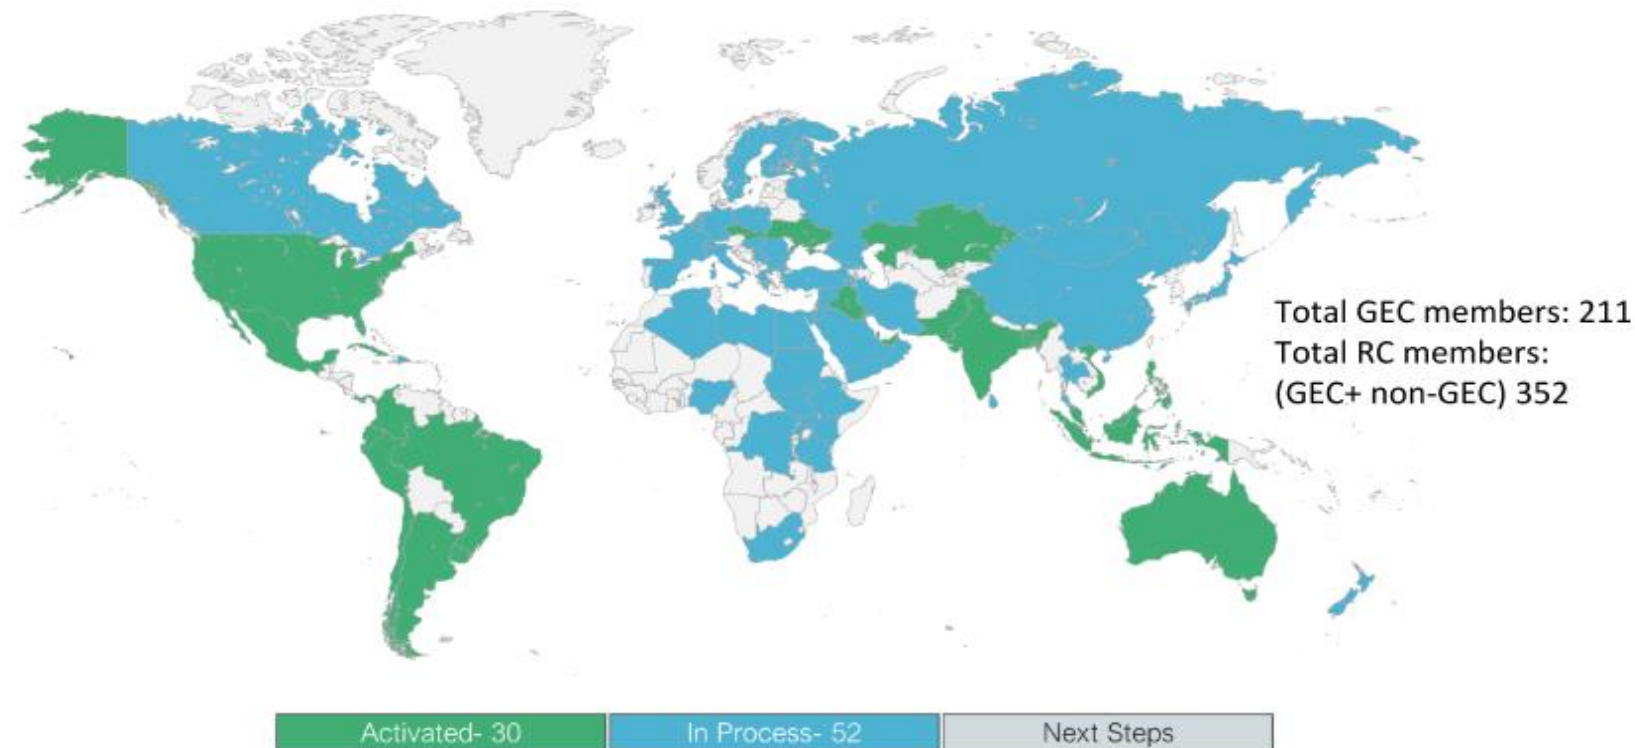 Total GEC members: 211
Total RC members:
(GEC+ non-GEC) 352
Activated- 30
In Process- 52
Next Steps